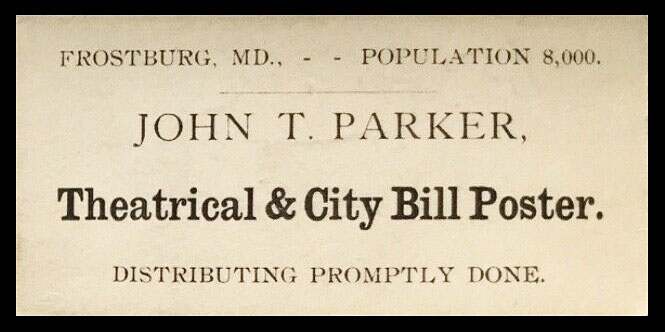 FROSTBURG, MD., - - POPULATION 8,000.
JOHN T. PARKER,
Theatrical & City Bill Poster.
DISTRIBUTING PROMPTLY DONE.